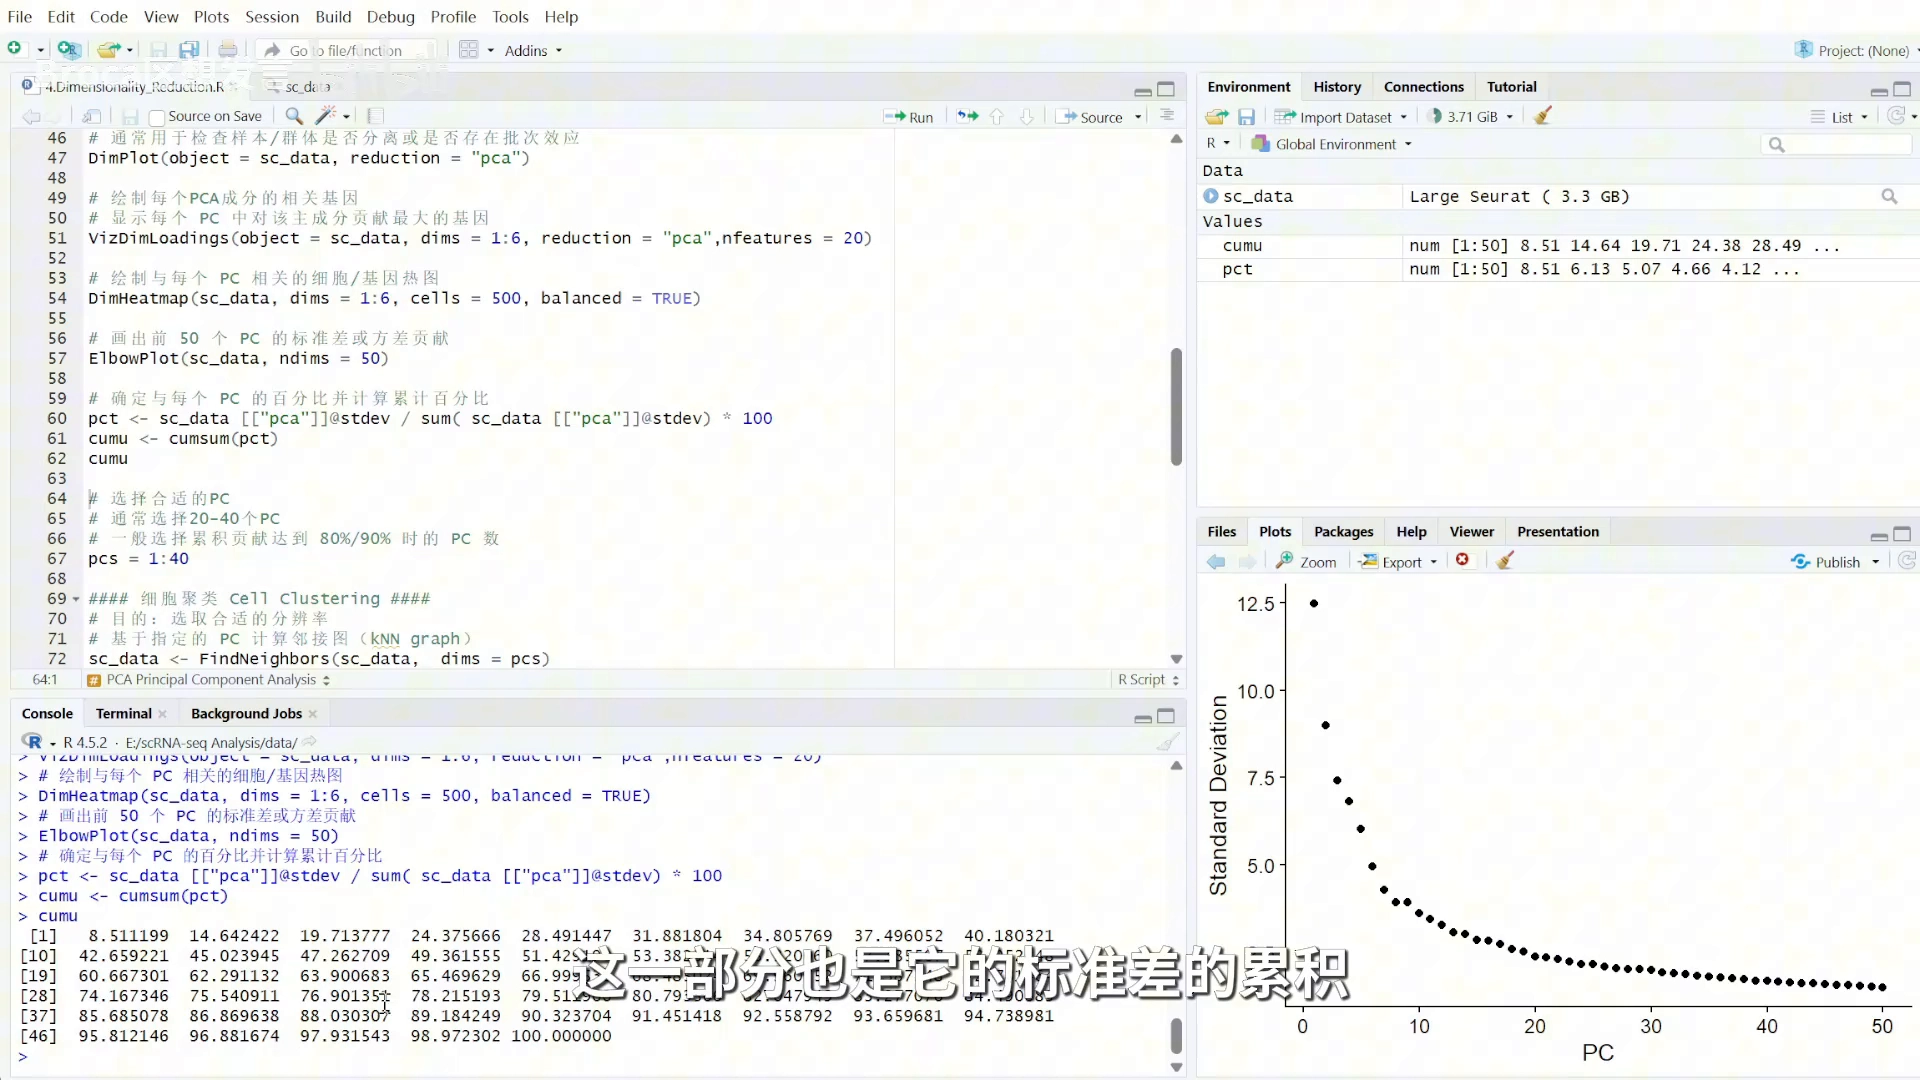 File Edit Code View Plots Session Build Debug Profile Tools Help
Go to file/function Addins Project: (None)
4.Dimensionality_Reduction.R sc_data
Source on Save Run Source
46 # 通常用于检查样本/群体是否分离或是否存在批次效应
47 DimPlot(object = sc_data, reduction = "pca")
48
49 # 绘制每个PCA成分的相关基因
50 # 显示每个 PC 中对该主成分贡献最大的基因
51 VizDimLoadings(object = sc_data, dims = 1:6, reduction = "pca",nfeatures = 20)
52
53 # 绘制与每个 PC 相关的细胞/基因热图
54 DimHeatmap(sc_data, dims = 1:6, cells = 500, balanced = TRUE)
55
56 # 画出前 50 个 PC 的标准差或方差贡献
57 ElbowPlot(sc_data, ndims = 50)
58
59 # 确定与每个 PC 的百分比并计算累计百分比
60 pct <- sc_data [["pca"]]@stdev / sum( sc_data [["pca"]]@stdev) * 100
61 cumu <- cumsum(pct)
62 cumu
63
64 # 选择合适的PC
65 # 通常选择20-40个PC
66 # 一般选择累积贡献达到 80%/90% 时的 PC 数
67 pcs = 1:40
68
69 #### 细胞聚类 Cell Clustering ####
70 # 目的：选取合适的分辨率
71 # 基于指定的 PC 计算邻接图（kNN graph）
72 sc_data <- FindNeighbors(sc_data, dims = pcs)
64:1 PCA Principal Component Analysis R Script
Console Terminal Background Jobs
R 4.5.2 · E:/scRNA-seq Analysis/data/
> VizDimLoadings(object = sc_data, dims = 1:6, reduction = "pca",nfeatures = 20)
> # 绘制与每个 PC 相关的细胞/基因热图
> DimHeatmap(sc_data, dims = 1:6, cells = 500, balanced = TRUE)
> # 画出前 50 个 PC 的标准差或方差贡献
> ElbowPlot(sc_data, ndims = 50)
> # 确定与每个 PC 的百分比并计算累计百分比
> pct <- sc_data [["pca"]]@stdev / sum( sc_data [["pca"]]@stdev) * 100
> cumu <- cumsum(pct)
> cumu
[1] 8.511199 14.642422 19.713777 24.375666 28.491447 31.881804 34.805769 37.496052 40.180321
[10] 42.659221 45.023945 47.262709 49.361555
[19] 60.667301 62.291132 63.900683 65.469629
[28] 74.167346 75.540911 76.901351 78.215193
[37] 85.685078 86.869638 88.030307 89.184249 90.323704 91.451418 92.558792 93.659681 94.738981
[46] 95.812146 96.881674 97.931543 98.972302 100.000000
>
这一部分也是它的标准差的累积
Environment History Connections Tutorial
Import Dataset 3.71 GiB List
R Global Environment
Data
sc_data Large Seurat ( 3.3 GB)
Values
cumu num [1:50] 8.51 14.64 19.71 24.38 28.49 ...
pct num [1:50] 8.51 6.13 5.07 4.66 4.12 ...
Files Plots Packages Help Viewer Presentation
Zoom Export Publish
12.5
10.0
7.5
5.0
Standard Deviation
0 10 20 30 40 50
PC